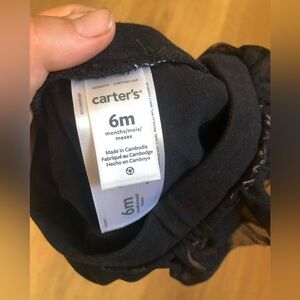 carter's®
6m
months/mois/
meses
Made in Cambodia
Fabriqué au Cambodge
Hecho en Camboya
6m